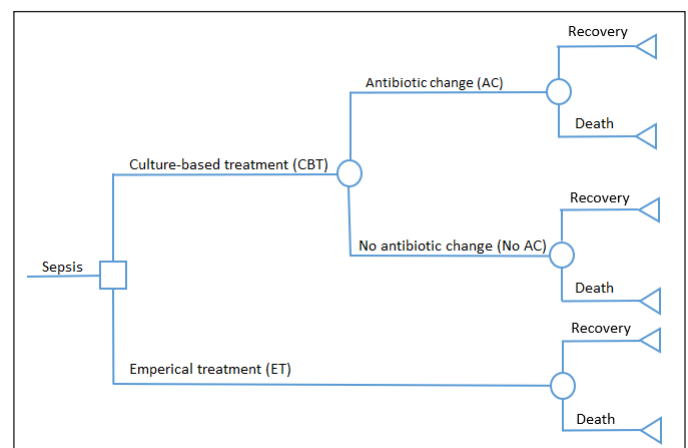 Recovery
Antibiotic change (AC)
Death
Culture-based treatment (CBT)
Recovery
No antibiotic change (No AC)
Sepsis
Death
Recovery
Emperical treatment (ET)
Death